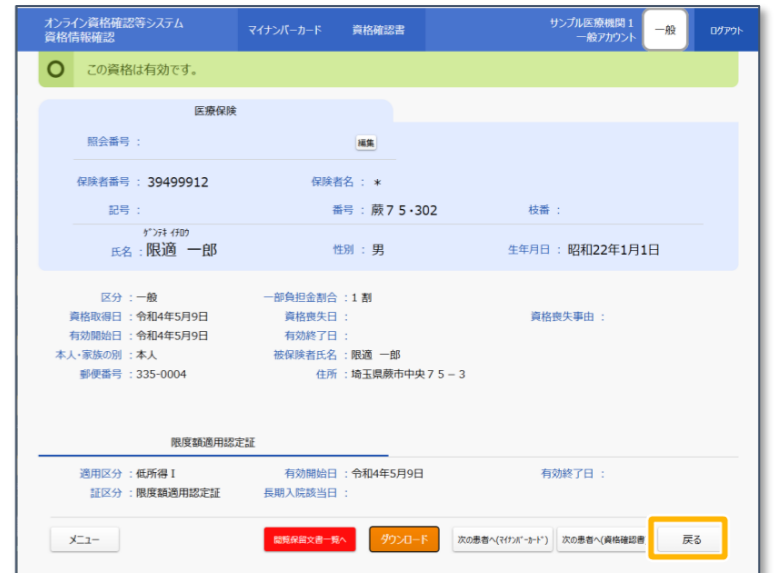 オンライン資格確認等システム
資格情報確認
マイナンバーカード
資格確認書
サンプル医療機関１
一般アカウント
一般
ログアウト
この資格は有効です。
医療保険
照会番号 :
編集
保険者番号 : 39499912 保険者名 : *
記号 : 番号 : 蕨７５･302 枝番 :
ｹﾞﾝﾃｷ ｲﾁﾛｳ
氏名 : 限適 一郎 性別 : 男 生年月日 : 昭和22年1月1日
区分 : 一般 一部負担金割合 : 1 割
資格取得日 : 令和4年5月9日 資格喪失日 : 資格喪失事由 :
有効開始日 : 令和4年5月9日 有効終了日 :
本人･家族の別 : 本人 被保険者氏名 : 限適 一郎
郵便番号 : 335-0004 住所 : 埼玉県蕨市中央７５－３
限度額適用認定証
適用区分 : 低所得Ⅰ 有効開始日 : 令和4年5月9日 有効終了日 :
証区分 : 限度額適用認定証 長期入院該当日 :
メニュー
閲覧保留文書一覧へ
ダウンロード
次の患者へ(ﾏｲﾅﾝﾊﾞｰｶｰﾄﾞ)
次の患者へ(資格確認書
戻る